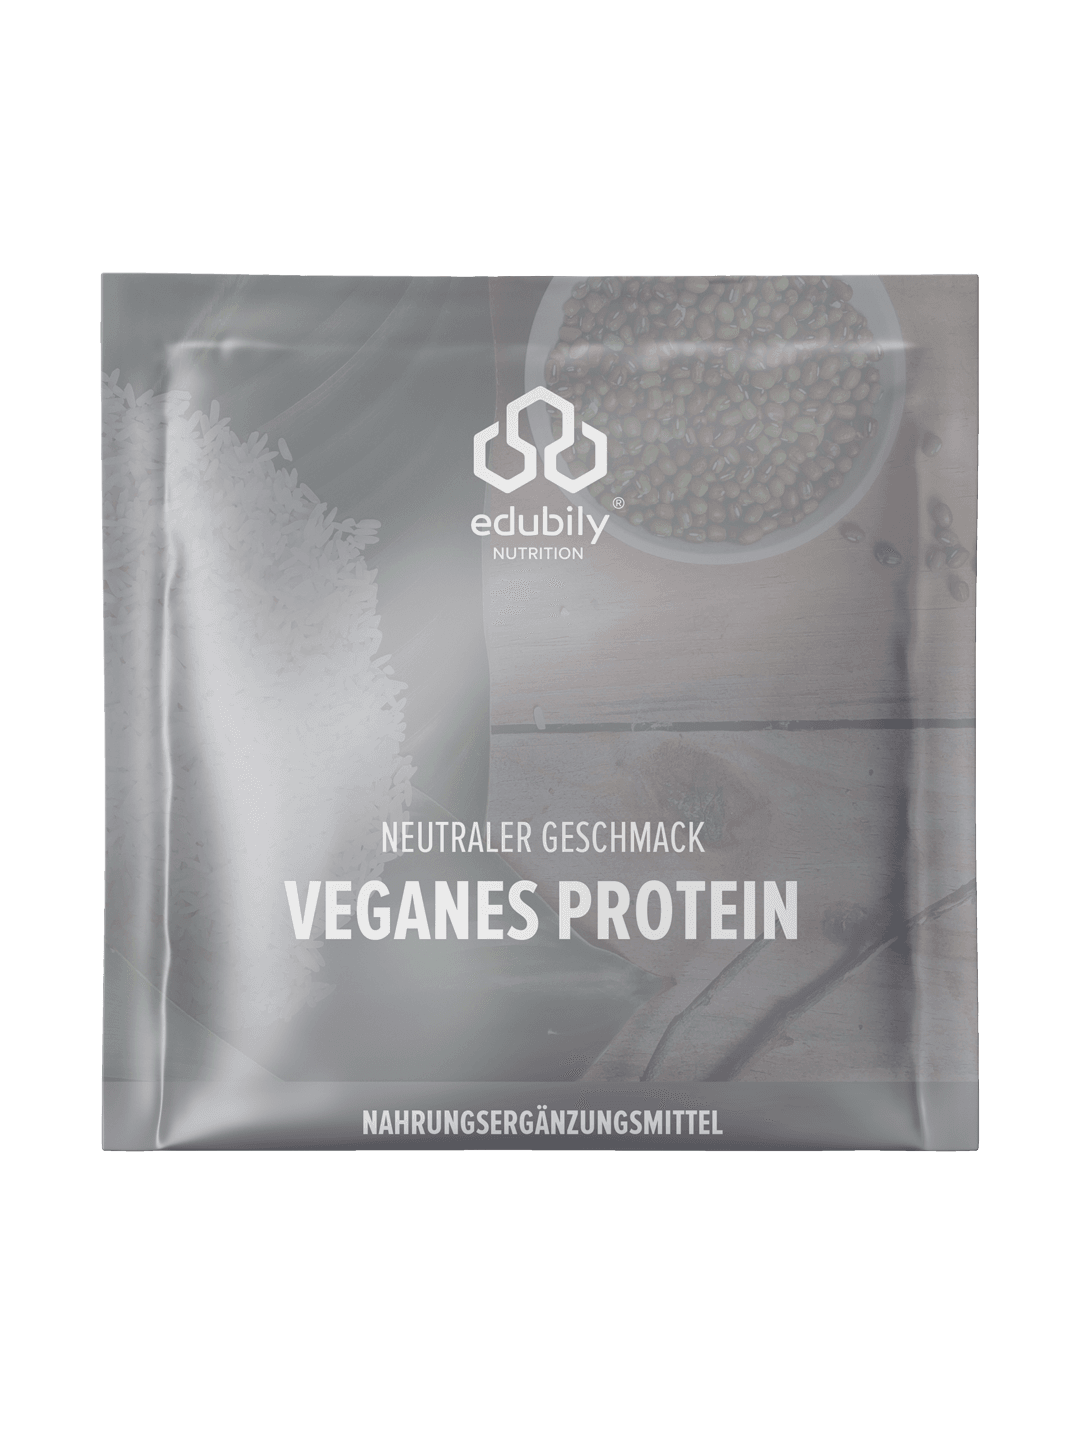 edubily®
NUTRITION
NEUTRALER GESCHMACK
VEGANES PROTEIN
NAHRUNGSERGÄNZUNGSMITTEL